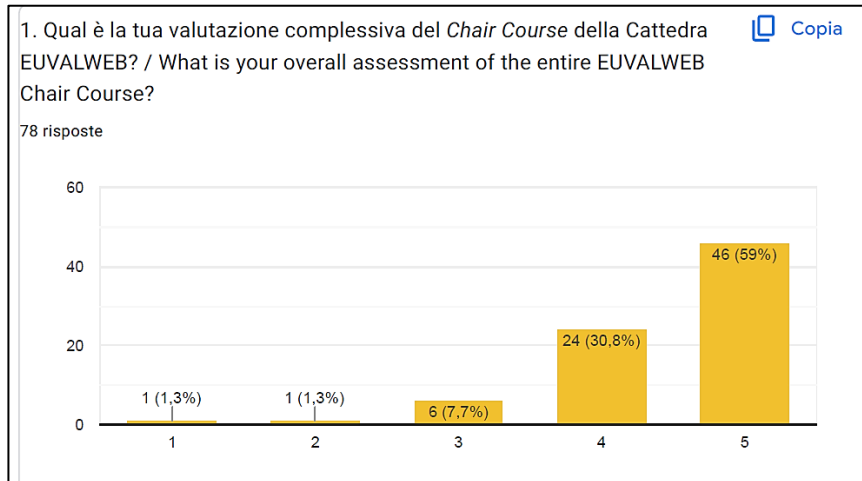 1. Qual è la tua valutazione complessiva del Chair Course della Cattedra
Copia
EUVALWEB? / What is your overall assessment of the entire EUVALWEB
Chair Course?
78 risposte
60
40
20
0
1 (1,3%)
1 (1,3%)
6 (7,7%)
24 (30,8%)
46 (59%)
1
2
3
4
5